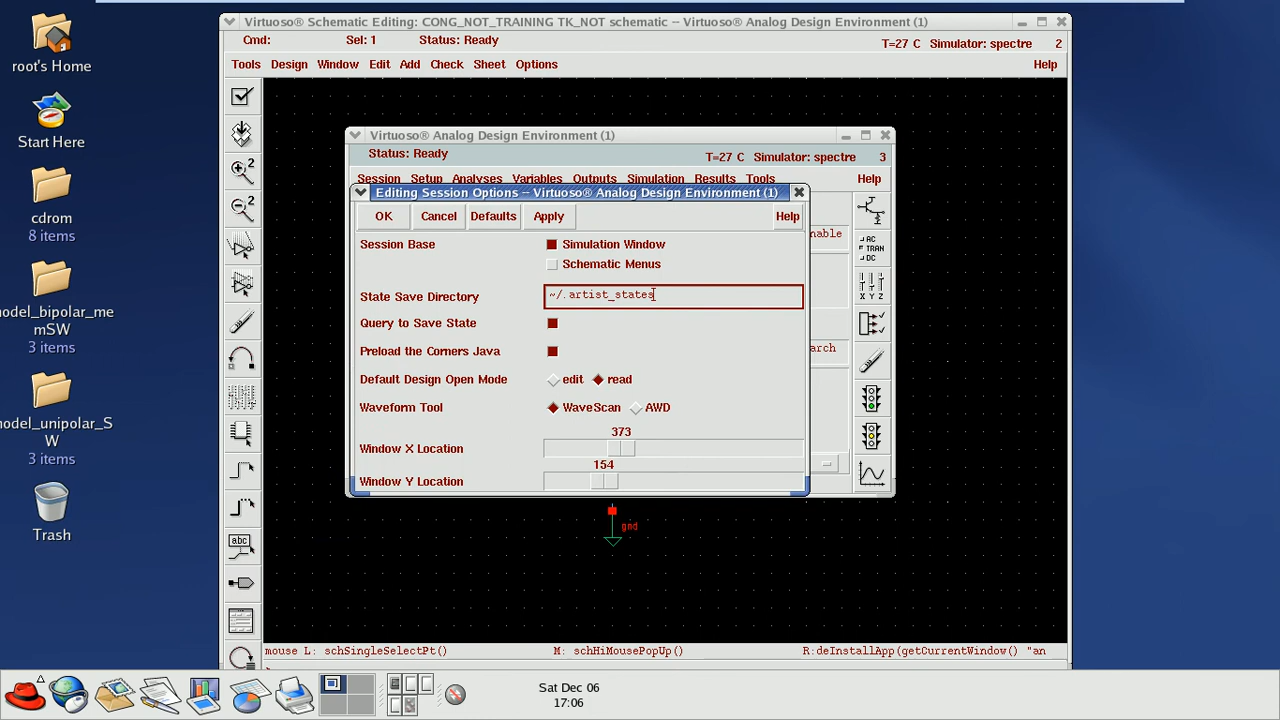 Virtuoso® Schematic Editing: CONG_NOT_TRAINING TK_NOT schematic -- Virtuoso® Analog Design Environment (1)
Cmd: Sel: 1 Status: Ready T=27 C Simulator: spectre 2
Tools Design Window Edit Add Check Sheet Options Help
root's Home
Start Here
cdrom
8 items
model_bipolar_me
mSW
3 items
nodel_unipolar_S
W
3 items
Trash
Virtuoso® Analog Design Environment (1)
Status: Ready T=27 C Simulator: spectre 3
Session Setup Analyses Variables Outputs Simulation Results Tools Help
Editing Session Options -- Virtuoso® Analog Design Environment (1)
OK Cancel Defaults Apply Help
Session Base Simulation Window
Schematic Menus
State Save Directory ~/.artist_states
Query to Save State
Preload the Corners Java
Default Design Open Mode edit read
Waveform Tool WaveScan AWD
373
Window X Location
154
Window Y Location
nable
arch
AC
TRAN
DC
X Y Z
2
2
abc
gnd
mouse L: schSingleSelectPt() M: schHiMousePopUp() R:deInstallApp(getCurrentWindow() "an
Sat Dec 06
17:06